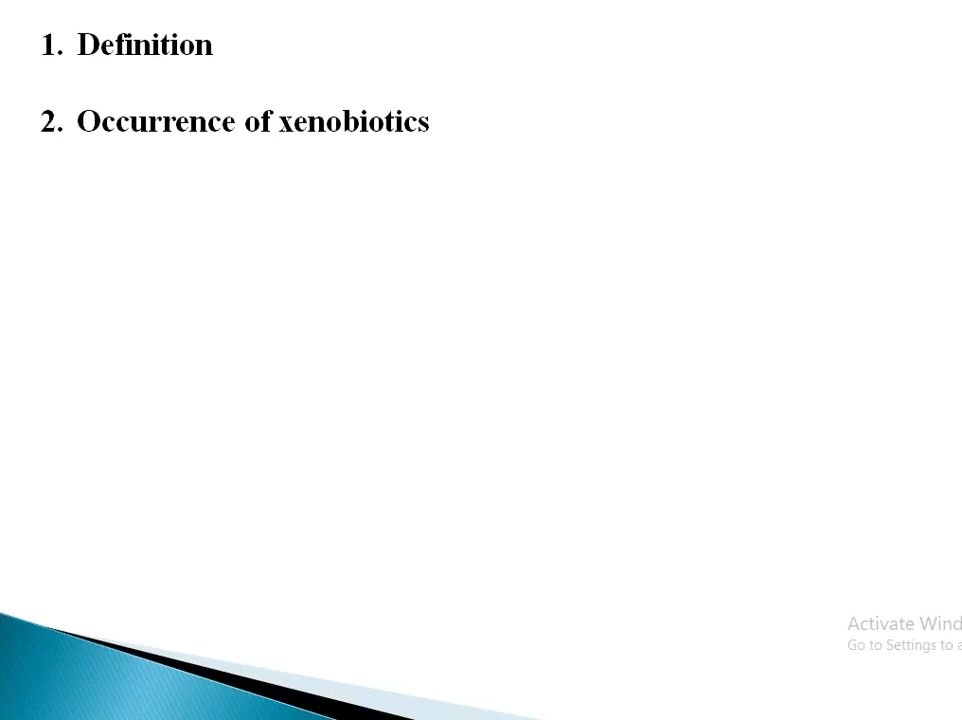 1. Definition
2. Occurrence of xenobiotics
Activate Wind
Go to Settings to a